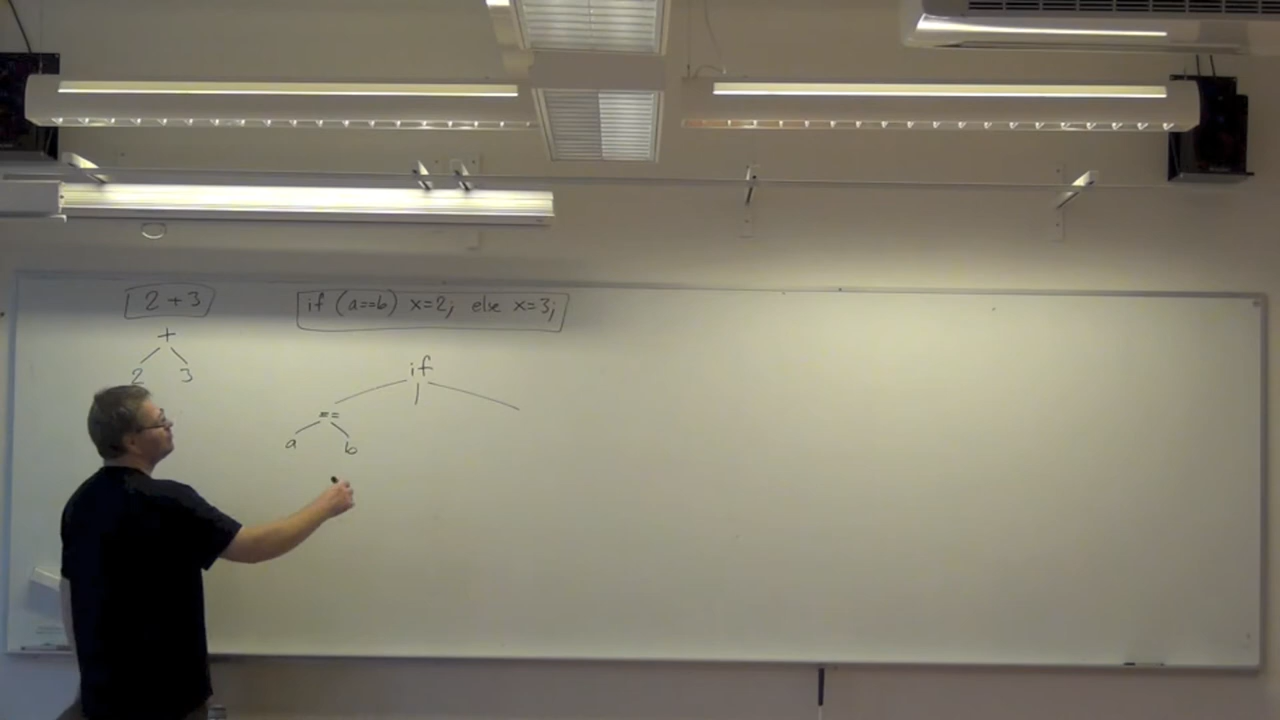 2 + 3
if (a==b) x=2; else x=3;
+
2 3
if
==
a b